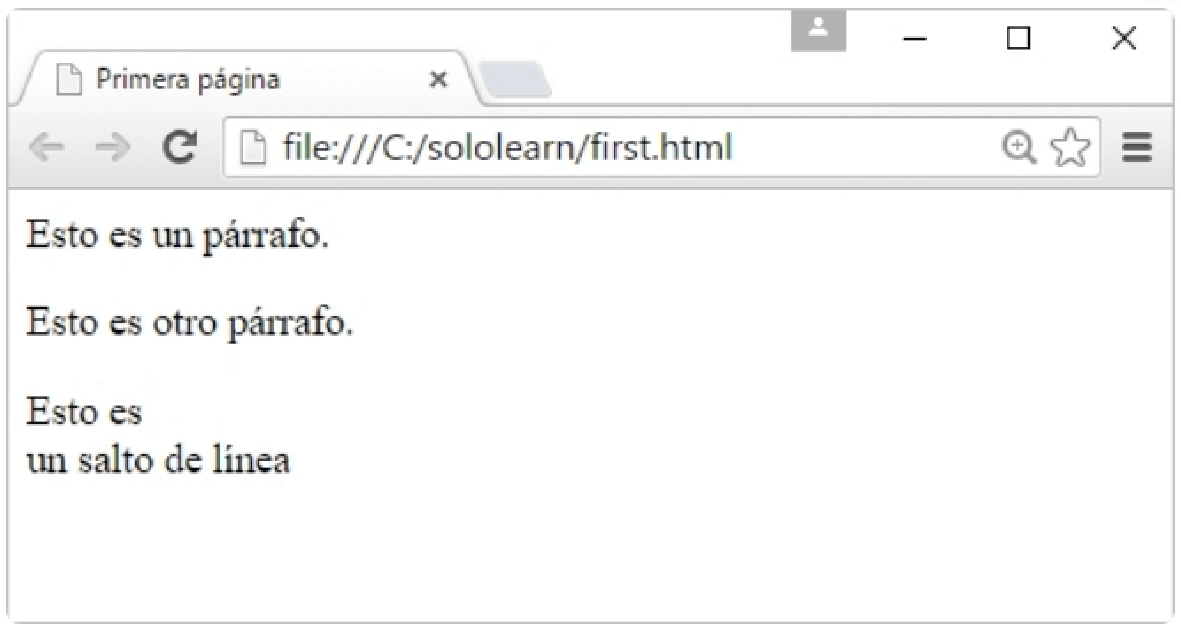 Primera página
file:///C:/sololearn/first.html
Esto es un párrafo.
Esto es otro párrafo.
Esto es
un salto de línea